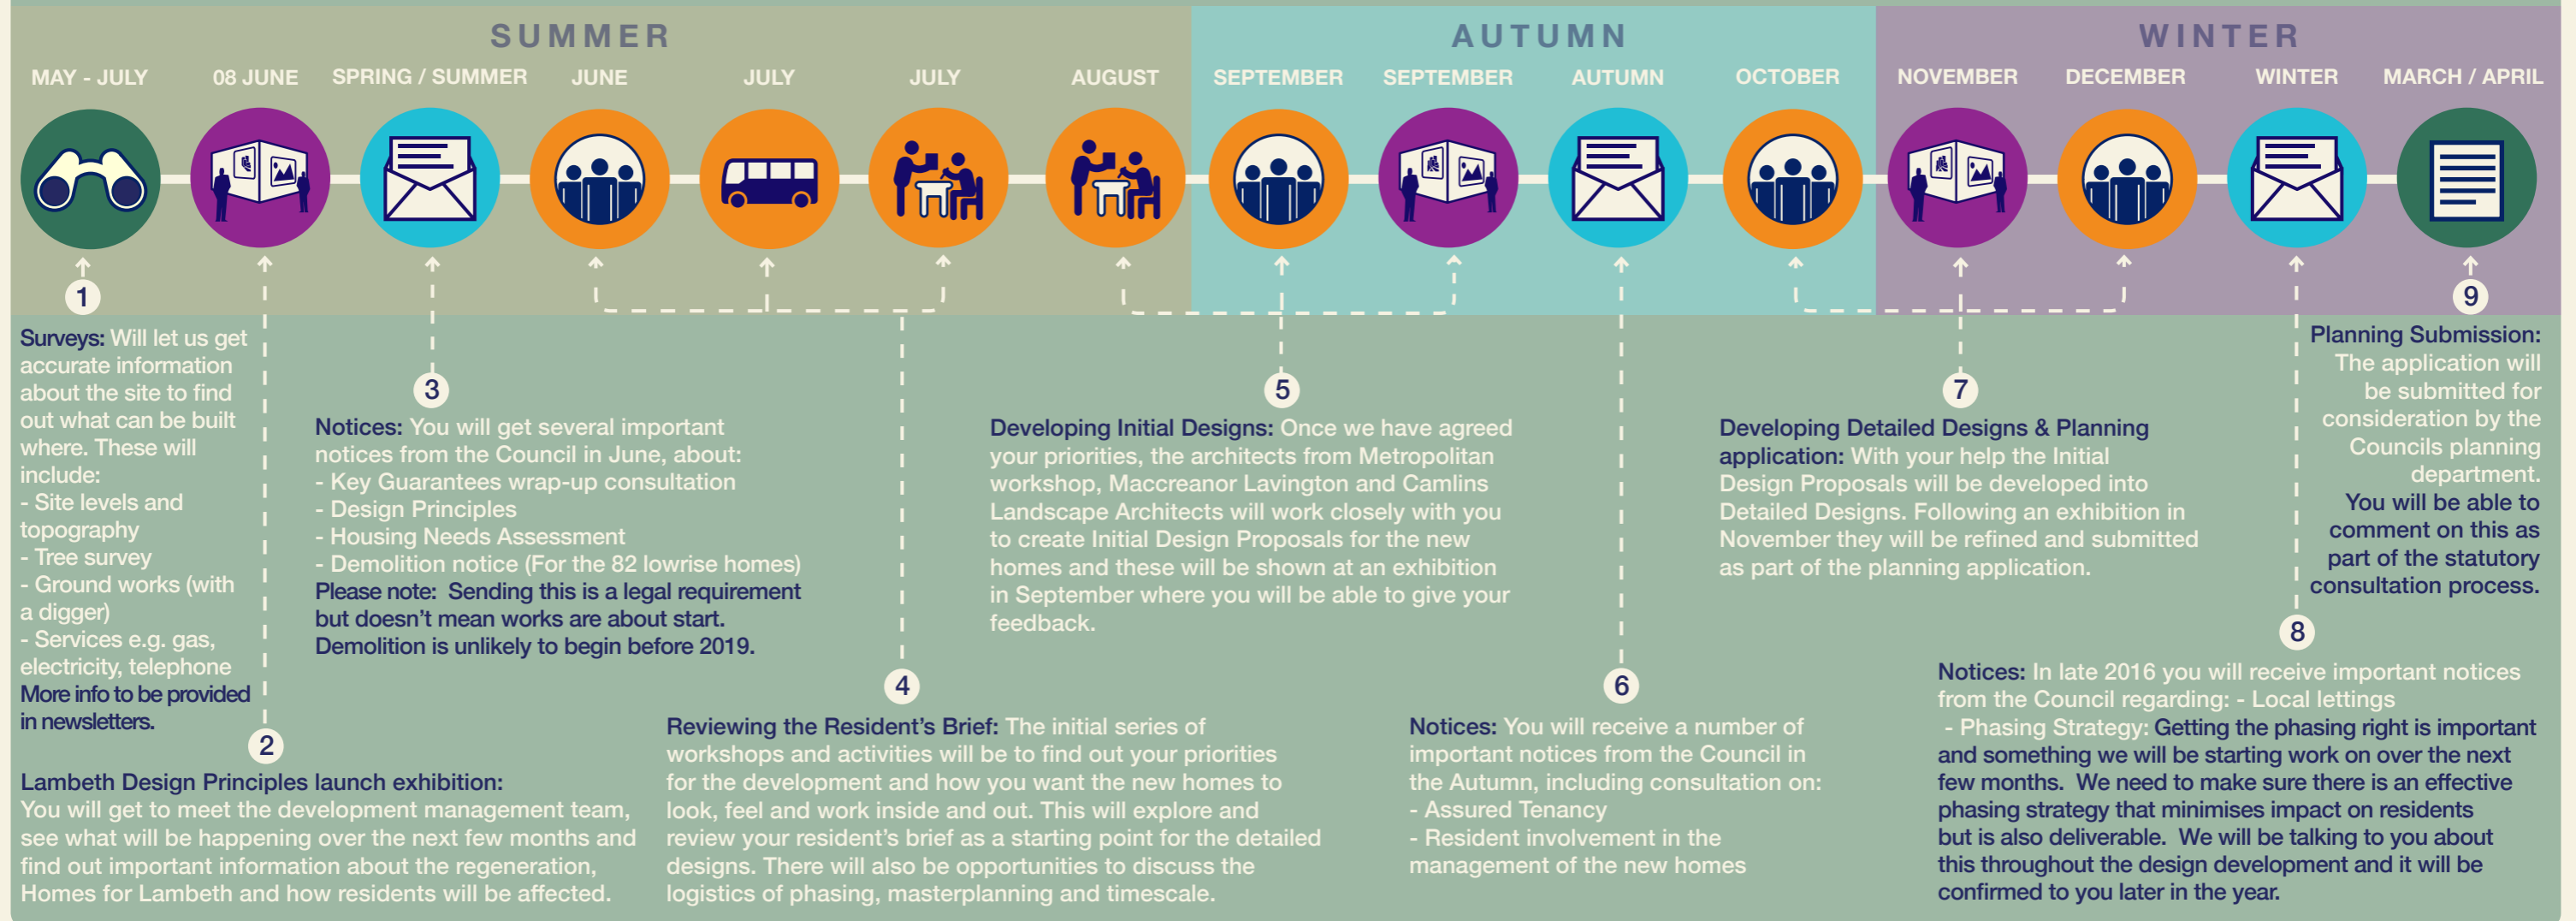 SUMMER
AUTUMN
WINTER
MAY - JULY
08 JUNE
SPRING / SUMMER
JUNE
JULY
JULY
AUGUST
SEPTEMBER
SEPTEMBER
AUTUMN
OCTOBER
NOVEMBER
DECEMBER
WINTER
MARCH / APRIL
1
Surveys: Will let us get
accurate information
about the site to find
out what can be built
where. These will
include:
- Site levels and
topography
- Tree survey
- Ground works (with
a digger)
- Services e.g. gas,
electricity, telephone
More info to be provided
in newsletters.
2
Lambeth Design Principles launch exhibition:
You will get to meet the development management team,
see what will be happening over the next few months and
find out important information about the regeneration,
Homes for Lambeth and how residents will be affected.
3
Notices: You will get several important
notices from the Council in June, about:
- Key Guarantees wrap-up consultation
- Design Principles
- Housing Needs Assessment
- Demolition notice (For the 82 lowrise homes)
Please note:  Sending this is a legal requirement
but doesn't mean works are about start.
Demolition is unlikely to begin before 2019.
4
Reviewing the Resident's Brief: The initial series of
workshops and activities will be to find out your priorities
for the development and how you want the new homes to
look, feel and work inside and out. This will explore and
review your resident's brief as a starting point for the detailed
designs. There will also be opportunities to discuss the
logistics of phasing, masterplanning and timescale.
5
Developing Initial Designs: Once we have agreed
your priorities, the architects from Metropolitan
workshop, Maccreanor Lavington and Camlins
Landscape Architects will work closely with you
to create Initial Design Proposals for the new
homes and these will be shown at an exhibition
in September where you will be able to give your
feedback.
6
Notices: You will receive a number of
important notices from the Council in
the Autumn, including consultation on:
- Assured Tenancy
- Resident involvement in the
management of the new homes
7
Developing Detailed Designs & Planning
application: With your help the Initial
Design Proposals will be developed into
Detailed Designs. Following an exhibition in
November they will be refined and submitted
as part of the planning application.
8
Notices: In late 2016 you will receive important notices
from the Council regarding: - Local lettings
- Phasing Strategy: Getting the phasing right is important
and something we will be starting work on over the next
few months.  We need to make sure there is an effective
phasing strategy that minimises impact on residents
but is also deliverable.  We will be talking to you about
this throughout the design development and it will be
confirmed to you later in the year.
9
Planning Submission:
The application will
be submitted for
consideration by the
Councils planning
department.
You will be able to
comment on this as
part of the statutory
consultation process.